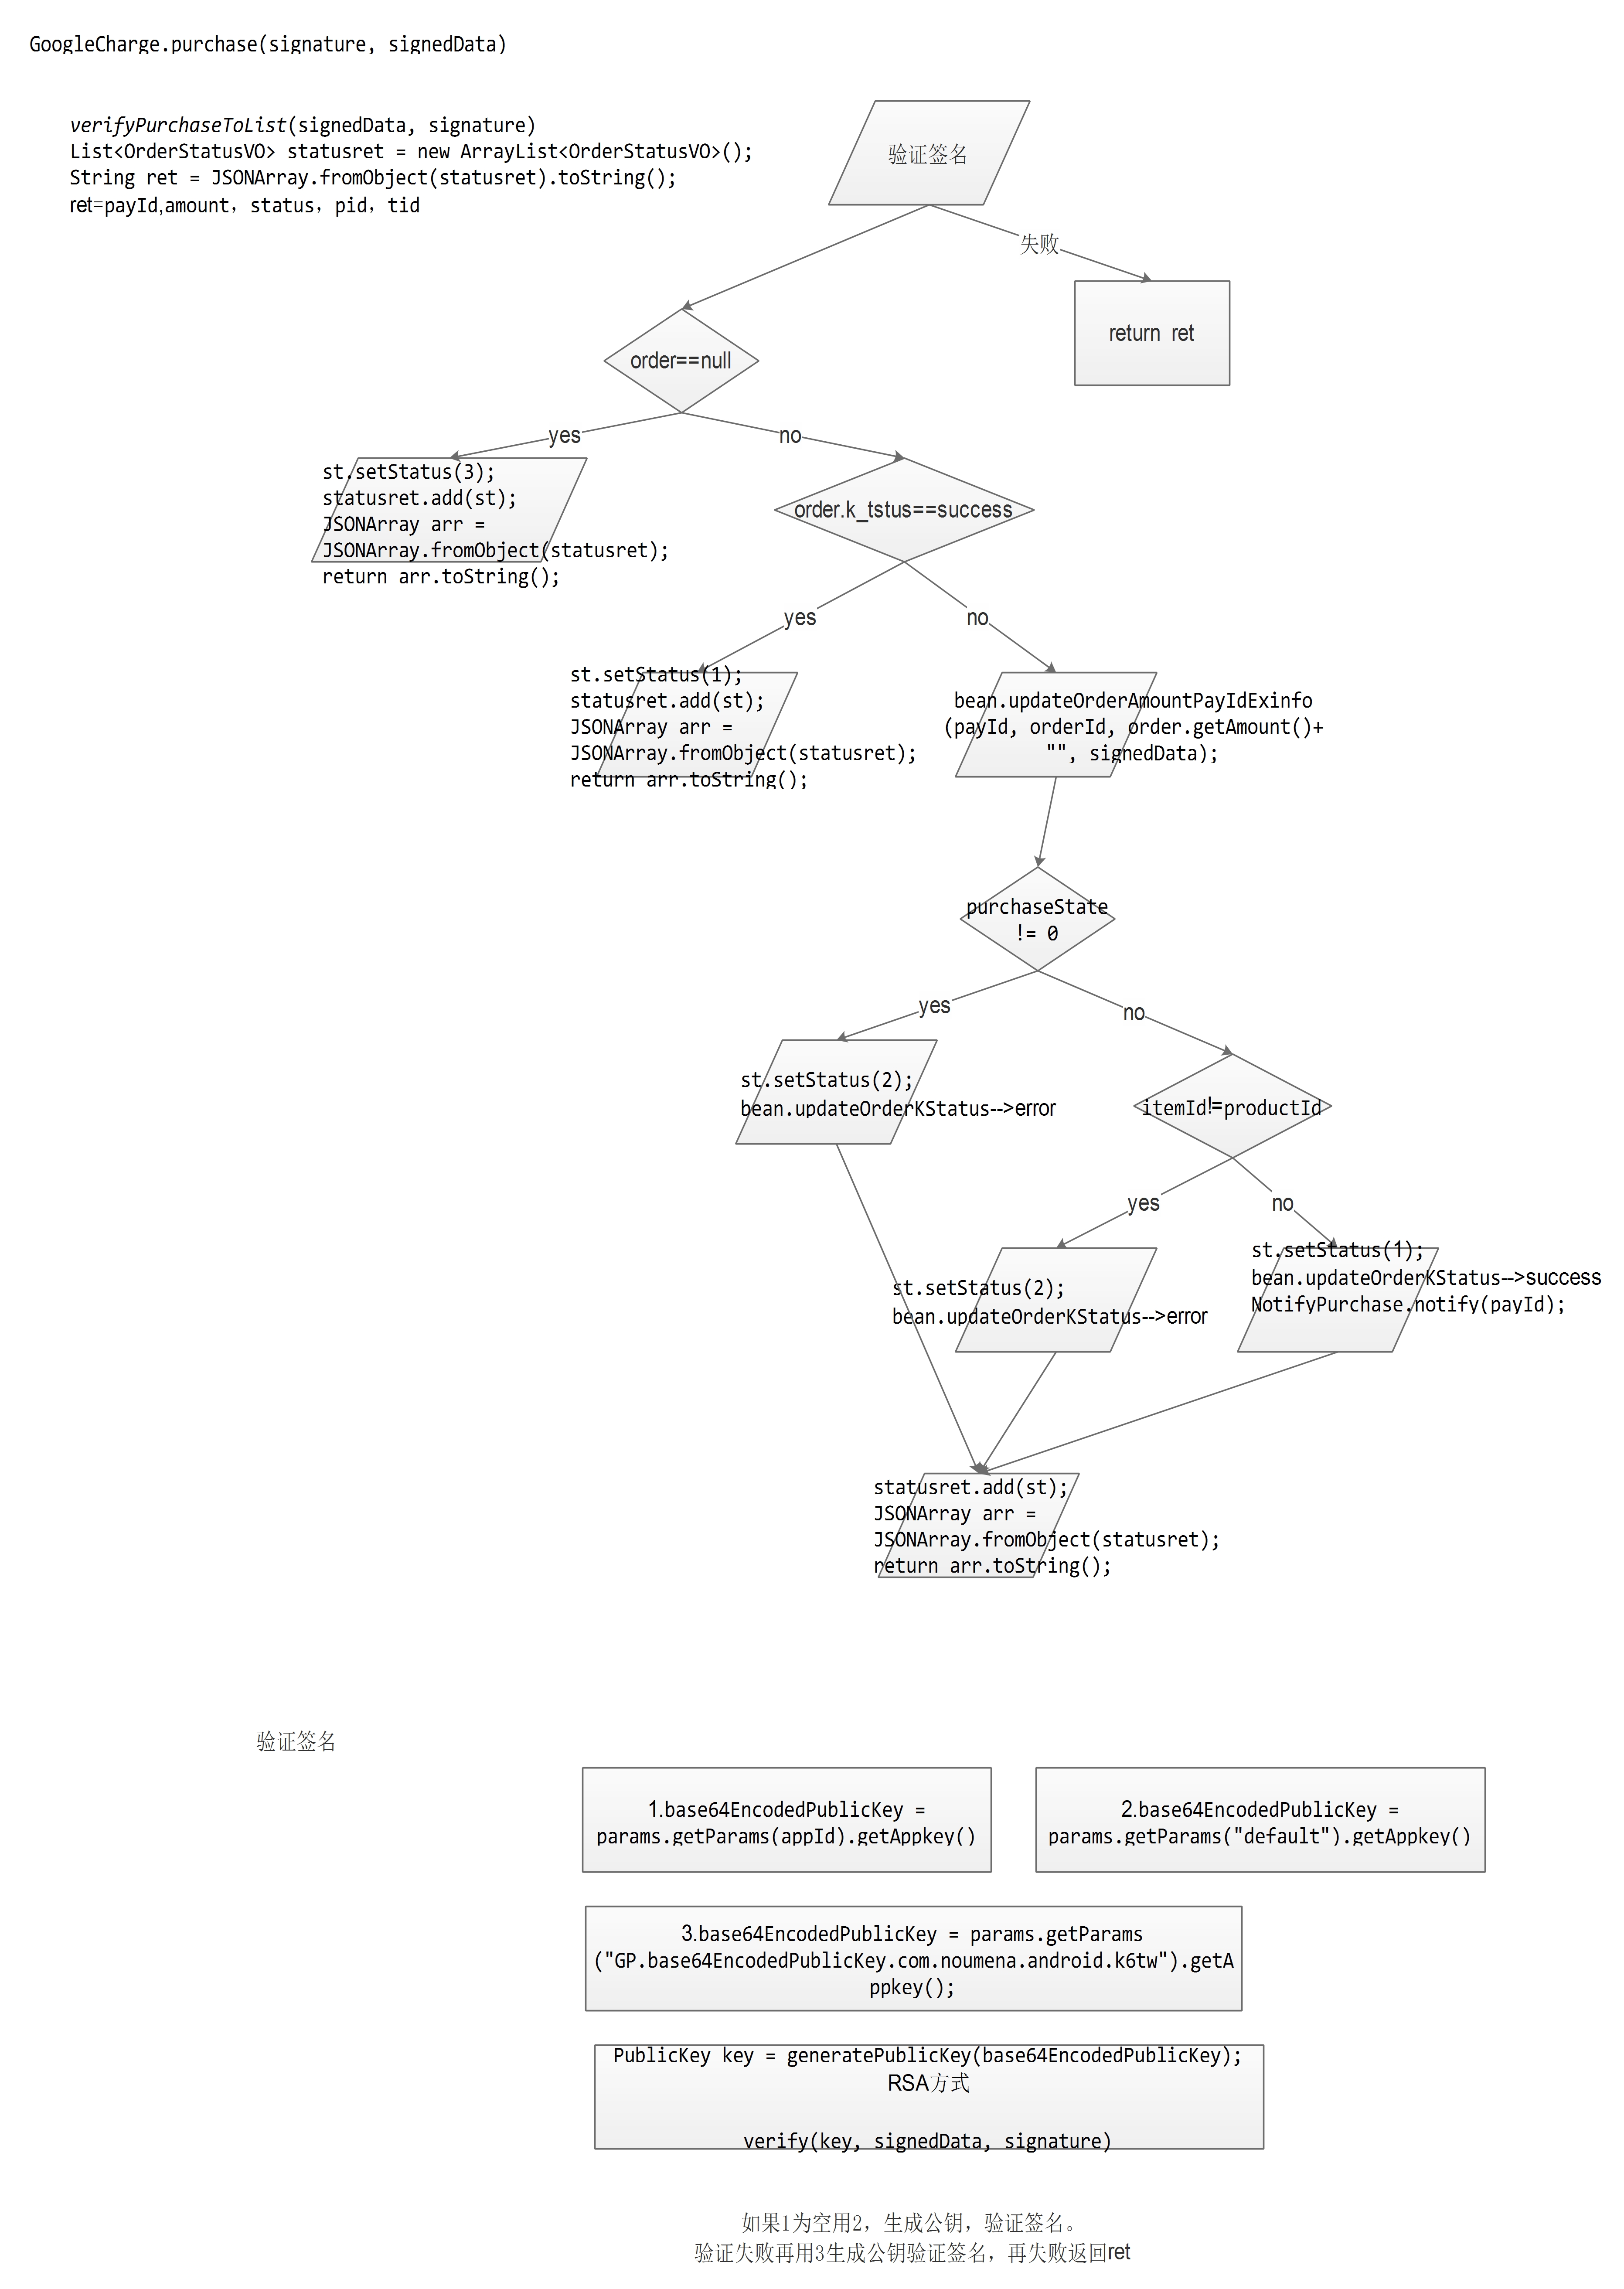 GoogleCharge.purchase(signature, signedData)
verifyPurchaseToList(signedData, signature)
List<OrderStatusVO> statusret = new ArrayList<OrderStatusVO>();
String ret = JSONArray.fromObject(statusret).toString();
ret=payId,amount，status，pid，tid
验证签名
失败
return ret
order==null
yes
no
st.setStatus(3);
statusret.add(st);
JSONArray arr =
JSONArray.fromObject(statusret);
return arr.toString();
order.k_tstus==success
yes
no
st.setStatus(1);
statusret.add(st);
JSONArray arr =
JSONArray.fromObject(statusret);
return arr.toString();
bean.updateOrderAmountPayIdExinfo
(payId, orderId, order.getAmount()+
"", signedData);
purchaseState
!= 0
yes
no
st.setStatus(2);
bean.updateOrderKStatus-->error
itemId!=productId
yes
no
st.setStatus(2);
bean.updateOrderKStatus-->error
st.setStatus(1);
bean.updateOrderKStatus-->success
NotifyPurchase.notify(payId);
statusret.add(st);
JSONArray arr =
JSONArray.fromObject(statusret);
return arr.toString();
验证签名
1.base64EncodedPublicKey =
params.getParams(appId).getAppkey()
2.base64EncodedPublicKey =
params.getParams("default").getAppkey()
3.base64EncodedPublicKey = params.getParams
("GP.base64EncodedPublicKey.com.noumena.android.k6tw").getA
ppkey();
PublicKey key = generatePublicKey(base64EncodedPublicKey);
RSA方式
verify(key, signedData, signature)
如果1为空用2，生成公钥，验证签名。
验证失败再用3生成公钥验证签名，再失败返回ret